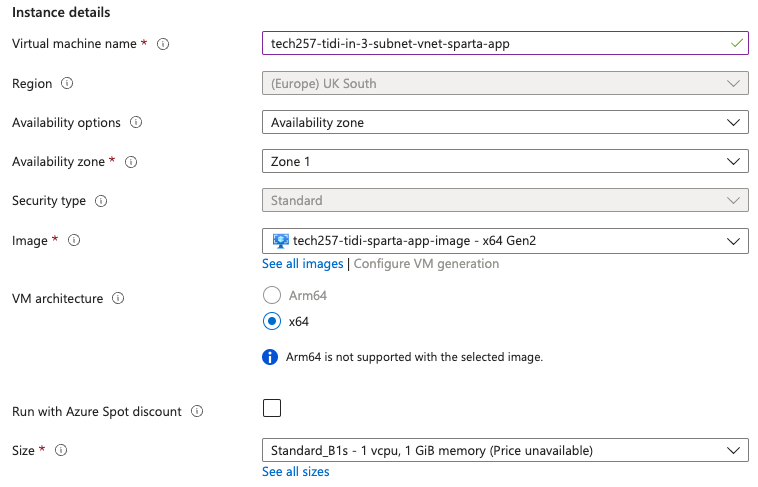 Instance details
Virtual machine name *
tech257-tidi-in-3-subnet-vnet-sparta-app
Region
(Europe) UK South
Availability options
Availability zone
Availability zone *
Zone 1
Security type
Standard
Image *
tech257-tidi-sparta-app-image - x64 Gen2
See all images | Configure VM generation
VM architecture
Arm64
x64
Arm64 is not supported with the selected image.
Run with Azure Spot discount
Size *
Standard_B1s - 1 vcpu, 1 GiB memory (Price unavailable)
See all sizes